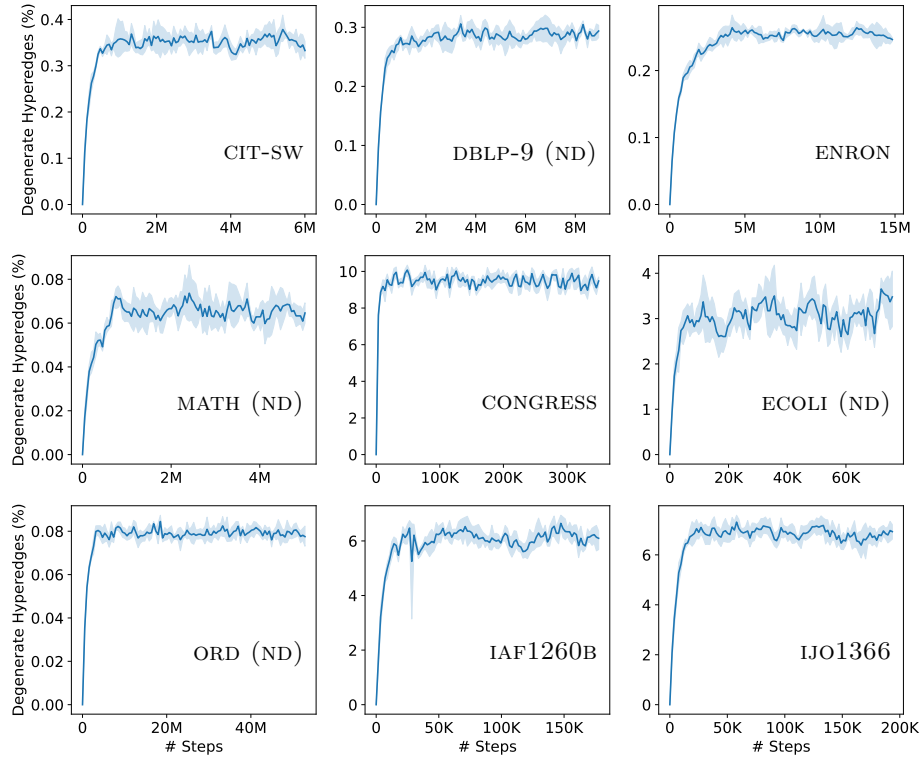 Degenerate Hyperedges (%)
0.4
0.3
0.2
0.1
0.0
CIT-SW
0 2M 4M 6M
0.3
0.2
0.1
0.0
DBLP-9 (ND)
0 2M 4M 6M 8M
0.2
0.1
0.0
ENRON
0 5M 10M 15M
Degenerate Hyperedges (%)
0.08
0.06
0.04
0.02
0.00
MATH (ND)
0 2M 4M
10
8
6
4
2
0
CONGRESS
0 100K 200K 300K
4
3
2
1
0
ECOLI (ND)
0 20K 40K 60K
Degenerate Hyperedges (%)
0.08
0.06
0.04
0.02
0.00
ORD (ND)
0 20M 40M
# Steps
6
4
2
0
IAF1260B
0 50K 100K 150K
# Steps
6
4
2
0
IJO1366
0 50K 100K 150K 200K
# Steps